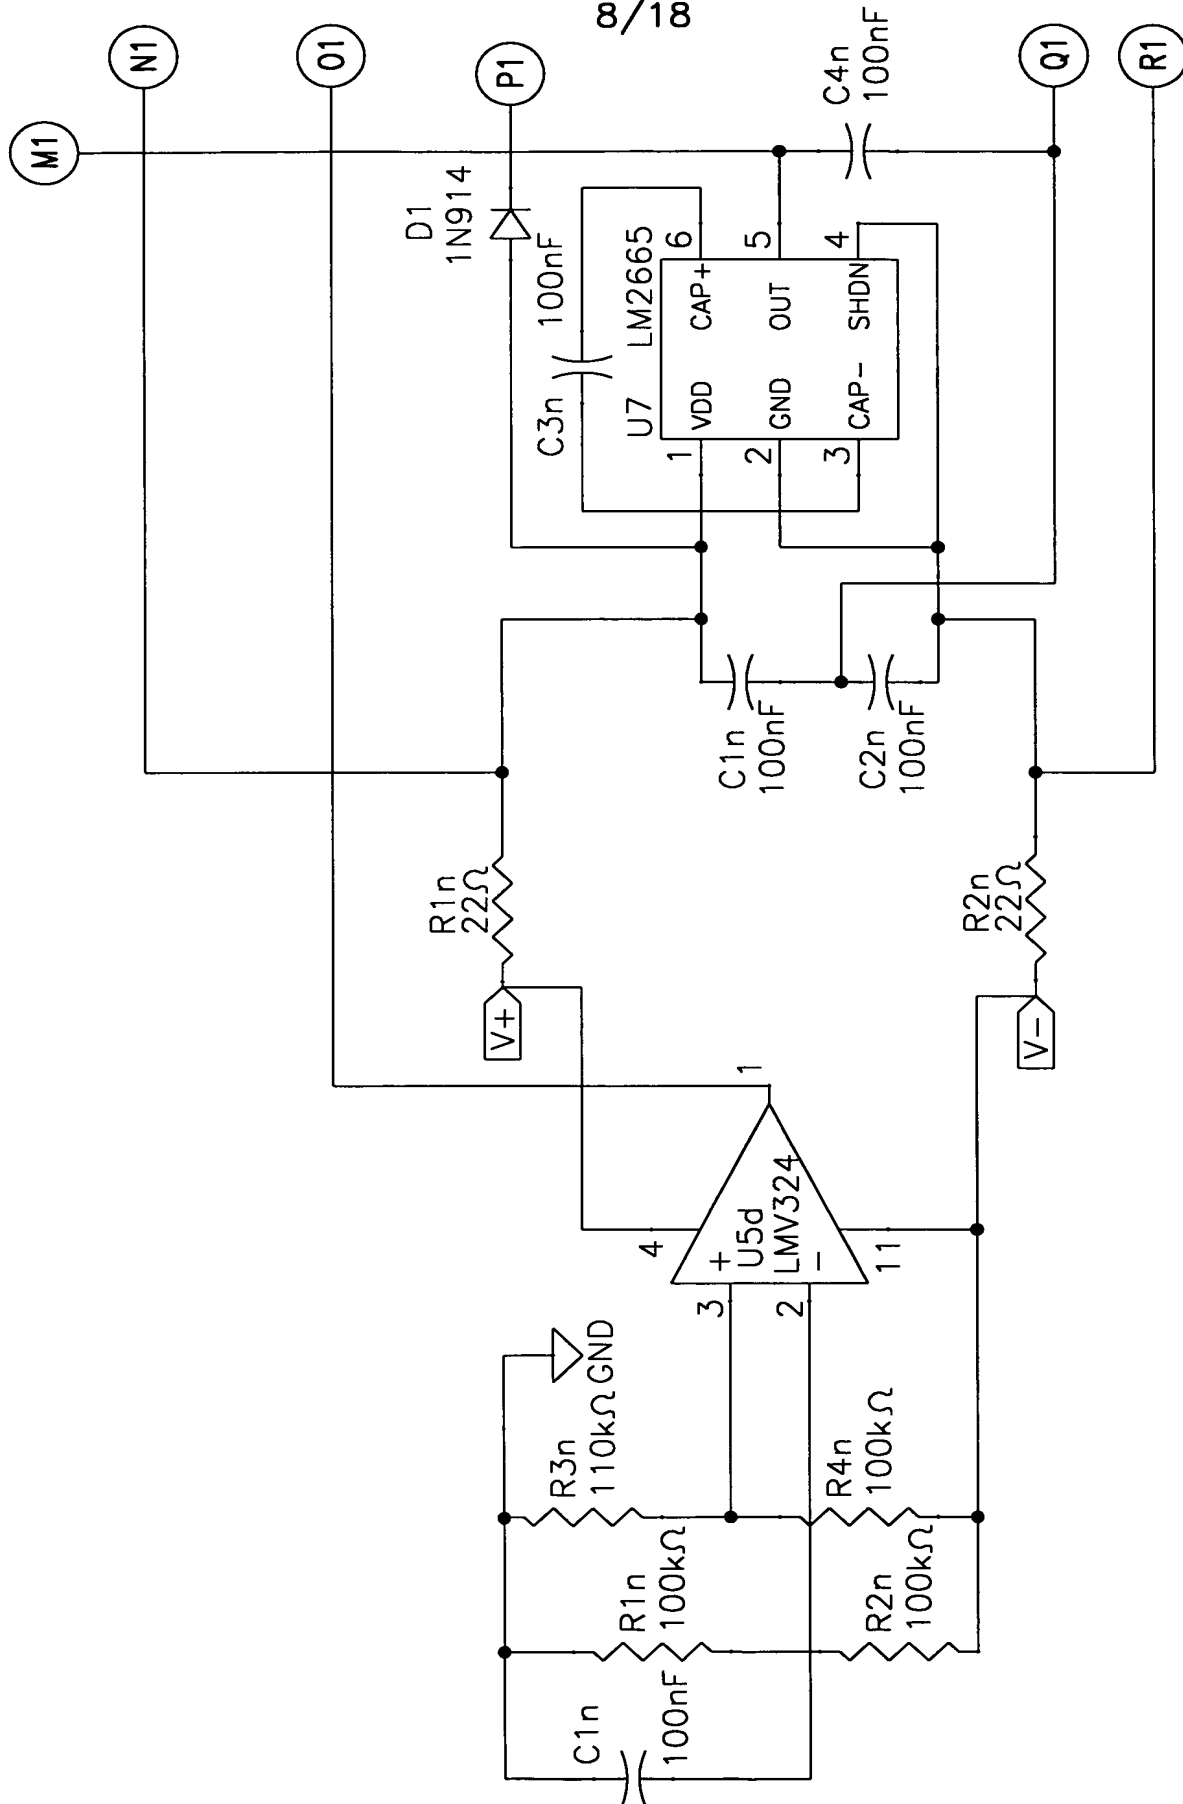 8/18
M1
N1
O1
P1
Q1
R1
D1
1N914
C3n
100nF
U7 LM2665
1
VDD
CAP+
6
2
GND
OUT
5
3
CAP-
SHDN
4
C4n
100nF
C1n
100nF
C2n
100nF
R1n
22Ω
R2n
22Ω
V+
V-
1
4
11
3
2
+
U5d
LMV324
-
GND
R3n
110kΩ
R4n
100kΩ
R1n
100kΩ
R2n
100kΩ
C1n
100nF